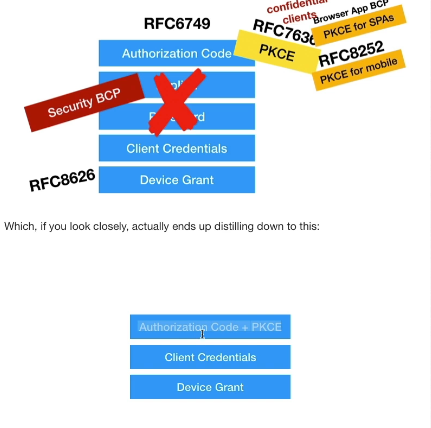 confidential
clients
Browser App BCP
RFC6749
RFC7636
PKCE for SPAs
Authorization Code
PKCE
RFC8252
PKCE for mobile
Security BCP
Client Credentials
RFC8626
Device Grant
Which, if you look closely, actually ends up distilling down to this:
Authorization Code + PKCE
Client Credentials
Device Grant